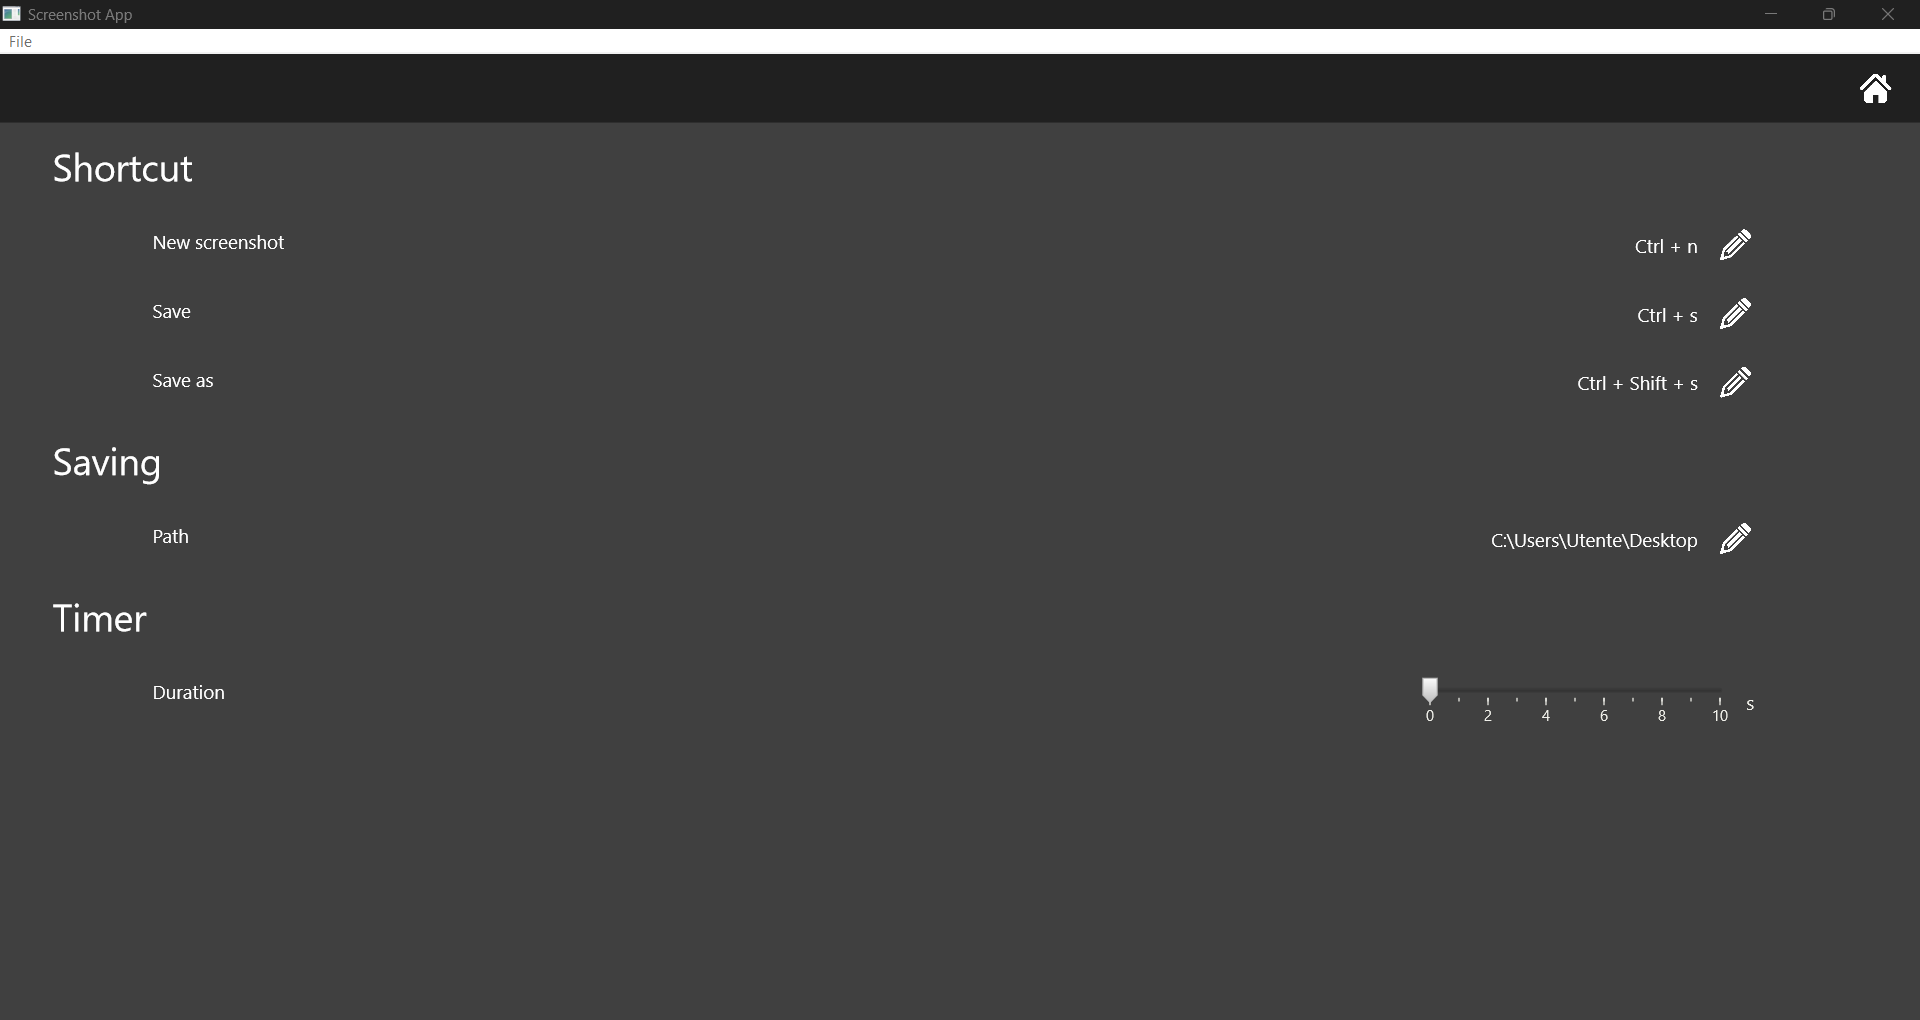 Screenshot App
File
Shortcut
New screenshot Ctrl + n
Save Ctrl + s
Save as Ctrl + Shift + s
Saving
Path C:\Users\Utente\Desktop
Timer
Duration
0 2 4 6 8 10 s